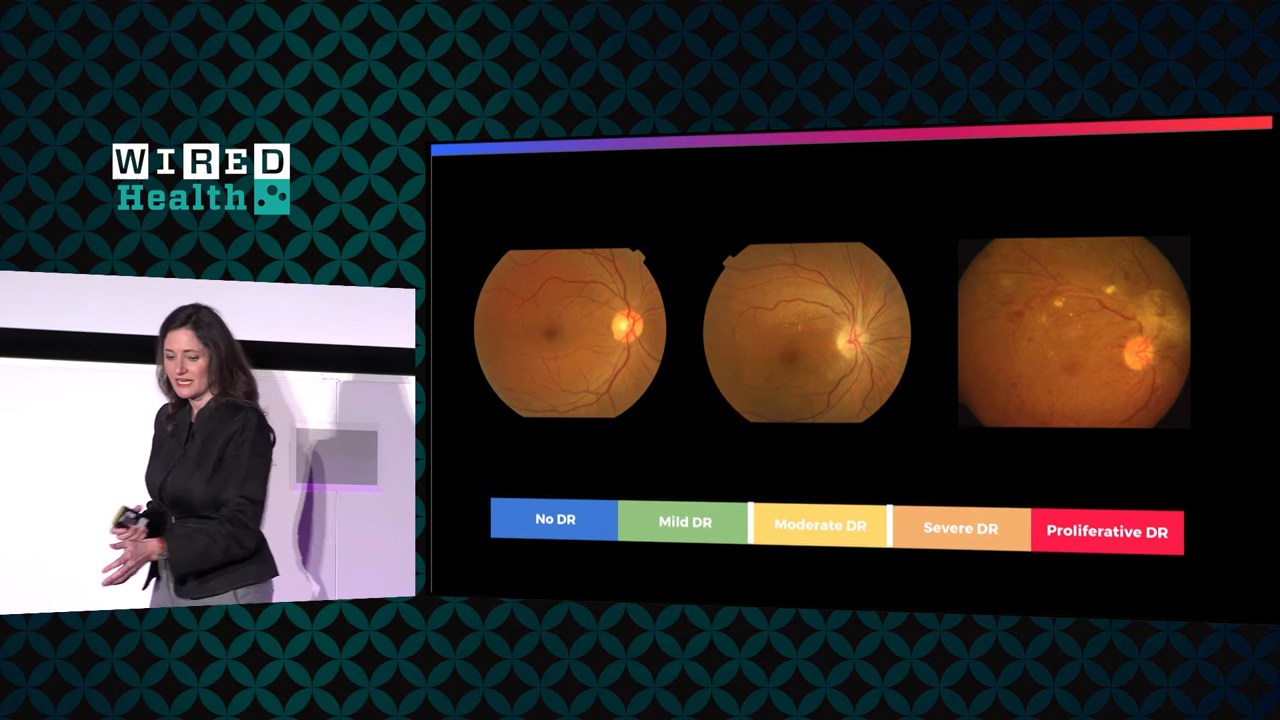 WIRED
Health
No DR
Mild DR
Moderate DR
Severe DR
Proliferative DR